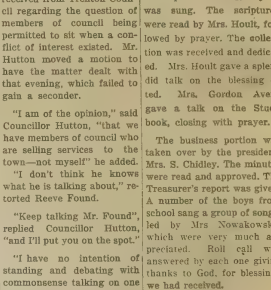 cil regarding the question of
members of council being
permitted to sit when a con-
flict of interest existed. Mr.
Hutton moved a motion to
have the matter dealt with
that evening, which failed to
gain a seconder.
"I am of the opinion," said
Councillor Hutton, "that we
have members of council who
are selling services to the
town—not myself" he added.
"I don't think he knows
what he is talking about," re-
torted Reeve Found.
"Keep talking Mr. Found",
replied Councillor Hutton,
"and I'll put you on the spot."
"I have no intention of
standing and debating with
commonsense talking on one
was sung. The scripture
were read by Mrs. Hoult, fo
lowed by prayer. The colle
tion was received and dedic
ed. Mrs. Hoult gave a splen
did talk on the blessing
ted. Mrs. Gordon Ave
gave a talk on the Stu
book, closing with prayer.
The business portion w
taken over by the presiden
Mrs. S. Chidley. The minut
were read and approved. T
Treasurer's report was give
A number of the boys fro
school sang a group of song
led by Mrs Nowakowsk
which were very much a
preciated. Roll call w
answered by each one givi
thanks to God, for blessin
we had received.